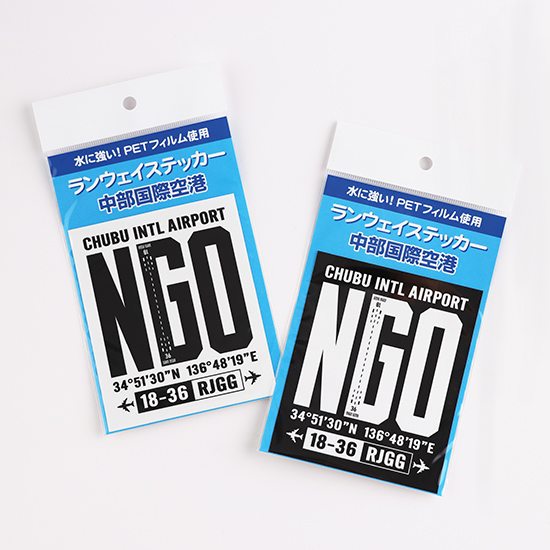 水に強い!PETフィルム使用
ランウェイステッカー
中部国際空港
CHUBU INTL AIRPORT
NGO
36
34°51'30"N 136°48'19"E
18-36 RJGG
水に強い!PETフィルム使用
ランウェイステッカー
中部国際空港
CHUBU INTL AIRPORT
NGO
36
34°51'30"N 136°48'19"E
18-36 RJGG